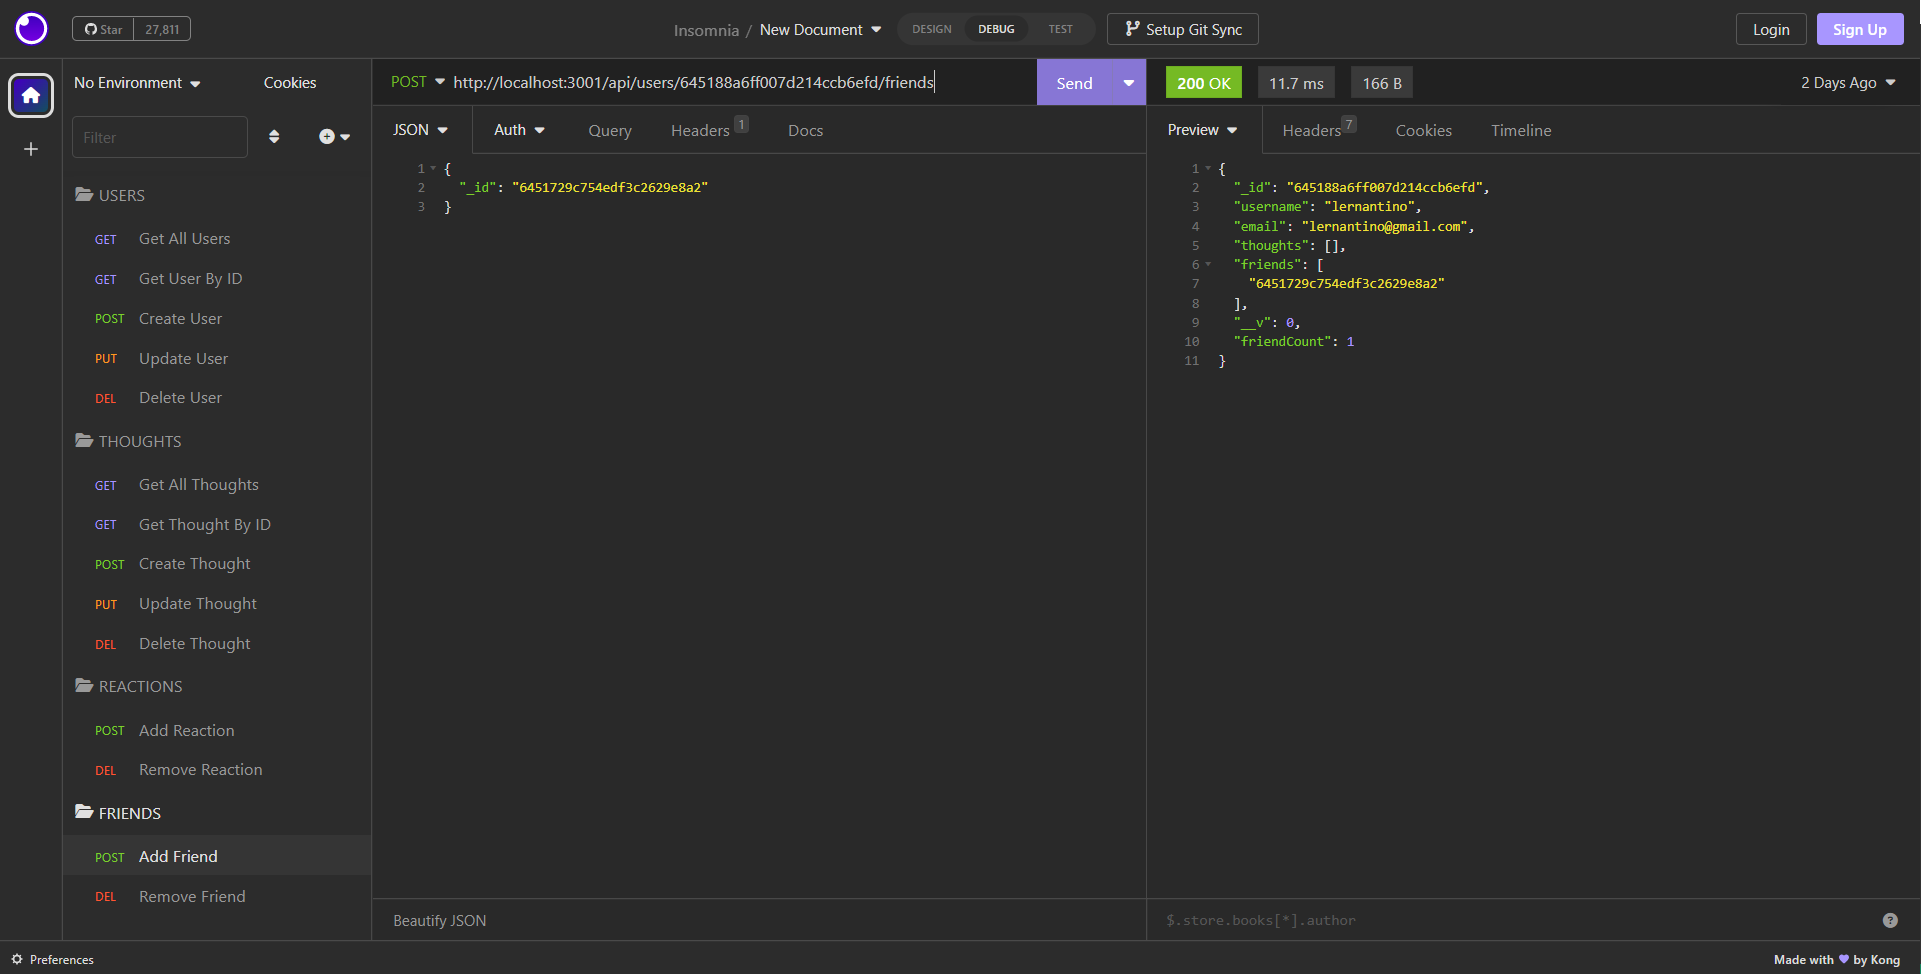 Star 27,811
Insomnia / New Document
DESIGN DEBUG TEST
Setup Git Sync
Login
Sign Up
No Environment
Cookies
Filter
USERS
GET Get All Users
GET Get User By ID
POST Create User
PUT Update User
DEL Delete User
THOUGHTS
GET Get All Thoughts
GET Get Thought By ID
POST Create Thought
PUT Update Thought
DEL Delete Thought
REACTIONS
POST Add Reaction
DEL Remove Reaction
FRIENDS
POST Add Friend
DEL Remove Friend
POST http://localhost:3001/api/users/645188a6ff007d214ccb6efd/friends
Send
JSON Auth Query Headers 1 Docs
1 {
2 "_id": "6451729c754edf3c2629e8a2"
3 }
Beautify JSON
200 OK 11.7 ms 166 B 2 Days Ago
Preview Headers 7 Cookies Timeline
1 {
2 "_id": "645188a6ff007d214ccb6efd",
3 "username": "lernantino",
4 "email": "lernantino@gmail.com",
5 "thoughts": [],
6 "friends": [
7 "6451729c754edf3c2629e8a2"
8 ],
9 "__v": 0,
10 "friendCount": 1
11 }
$.store.books[*].author
?
Preferences
Made with ♥ by Kong